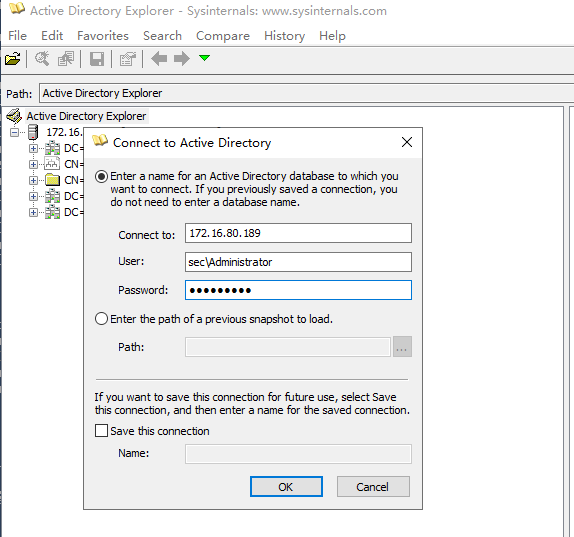 Active Directory Explorer - Sysinternals: www.sysinternals.com
File Edit Favorites Search Compare History Help
Path: Active Directory Explorer
Active Directory Explorer
172.16.
DC=
CN=
CN=
DC=
DC=
Connect to Active Directory
Enter a name for an Active Directory database to which you
want to connect. If you previously saved a connection, you
do not need to enter a database name.
Connect to: 172.16.80.189
User: sec\Administrator
Password: ●●●●●●●●●
Enter the path of a previous snapshot to load.
Path: ...
If you want to save this connection for future use, select Save
this connection, and then enter a name for the saved connection.
Save this connection
Name:
OK Cancel